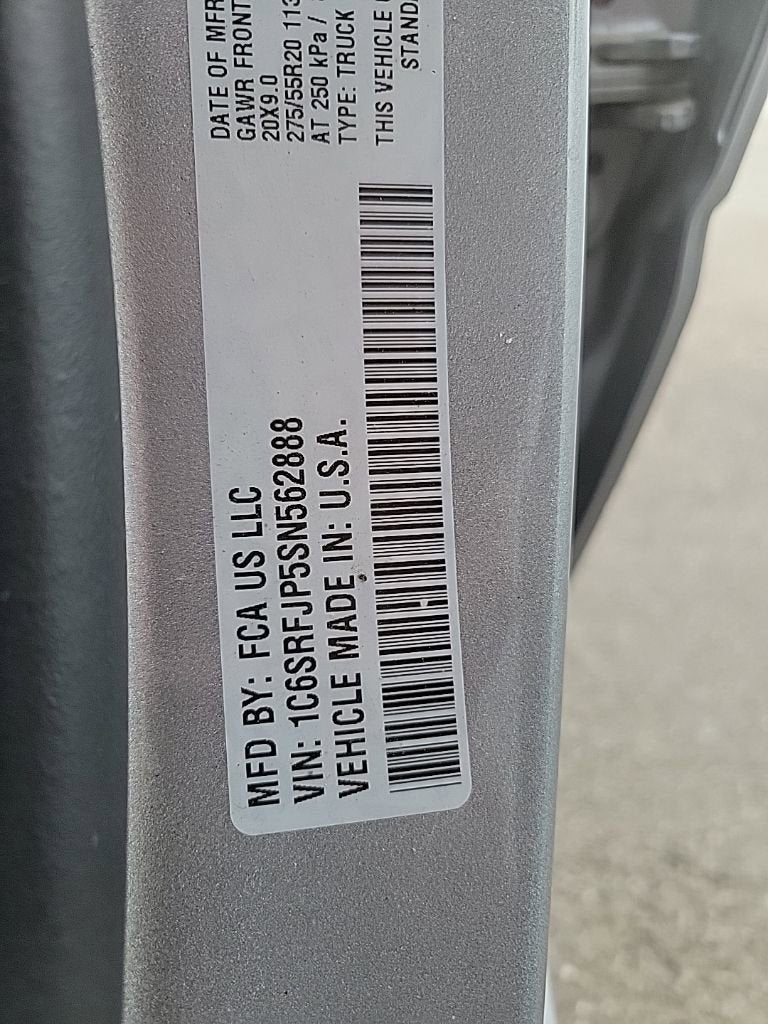 MFD BY: FCA US LLC
VIN: 1C6SRFJP5SN562888
VEHICLE MADE IN: U.S.A.
DATE OF MFR
GAWR FRONT
20X9.0
275/55R20 113
AT 250 kPa /
TYPE: TRUCK
THIS VEHICLE
STANDA